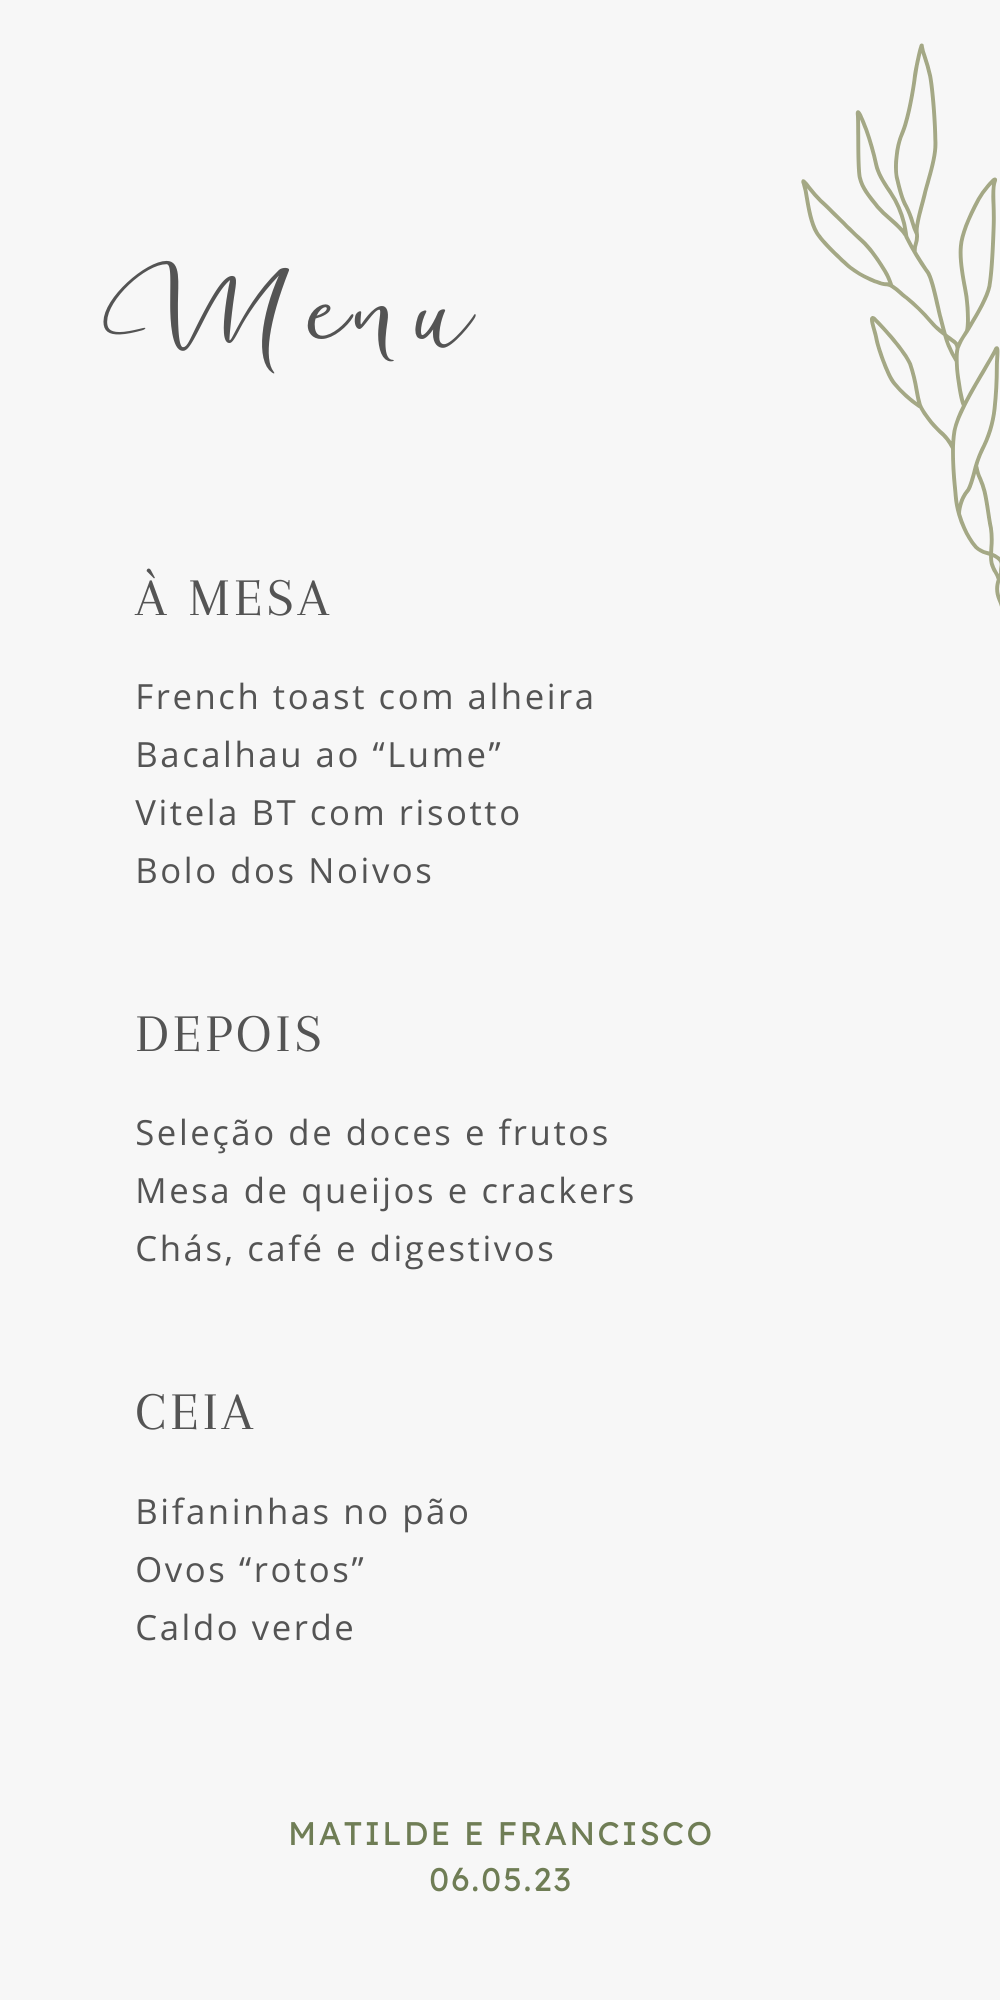 Menu
À MESA
French toast com alheira
Bacalhau ao “Lume”
Vitela BT com risotto
Bolo dos Noivos
DEPOIS
Seleção de doces e frutos
Mesa de queijos e crackers
Chás, café e digestivos
CEIA
Bifaninhas no pão
Ovos “rotos”
Caldo verde
MATILDE E FRANCISCO
06.05.23